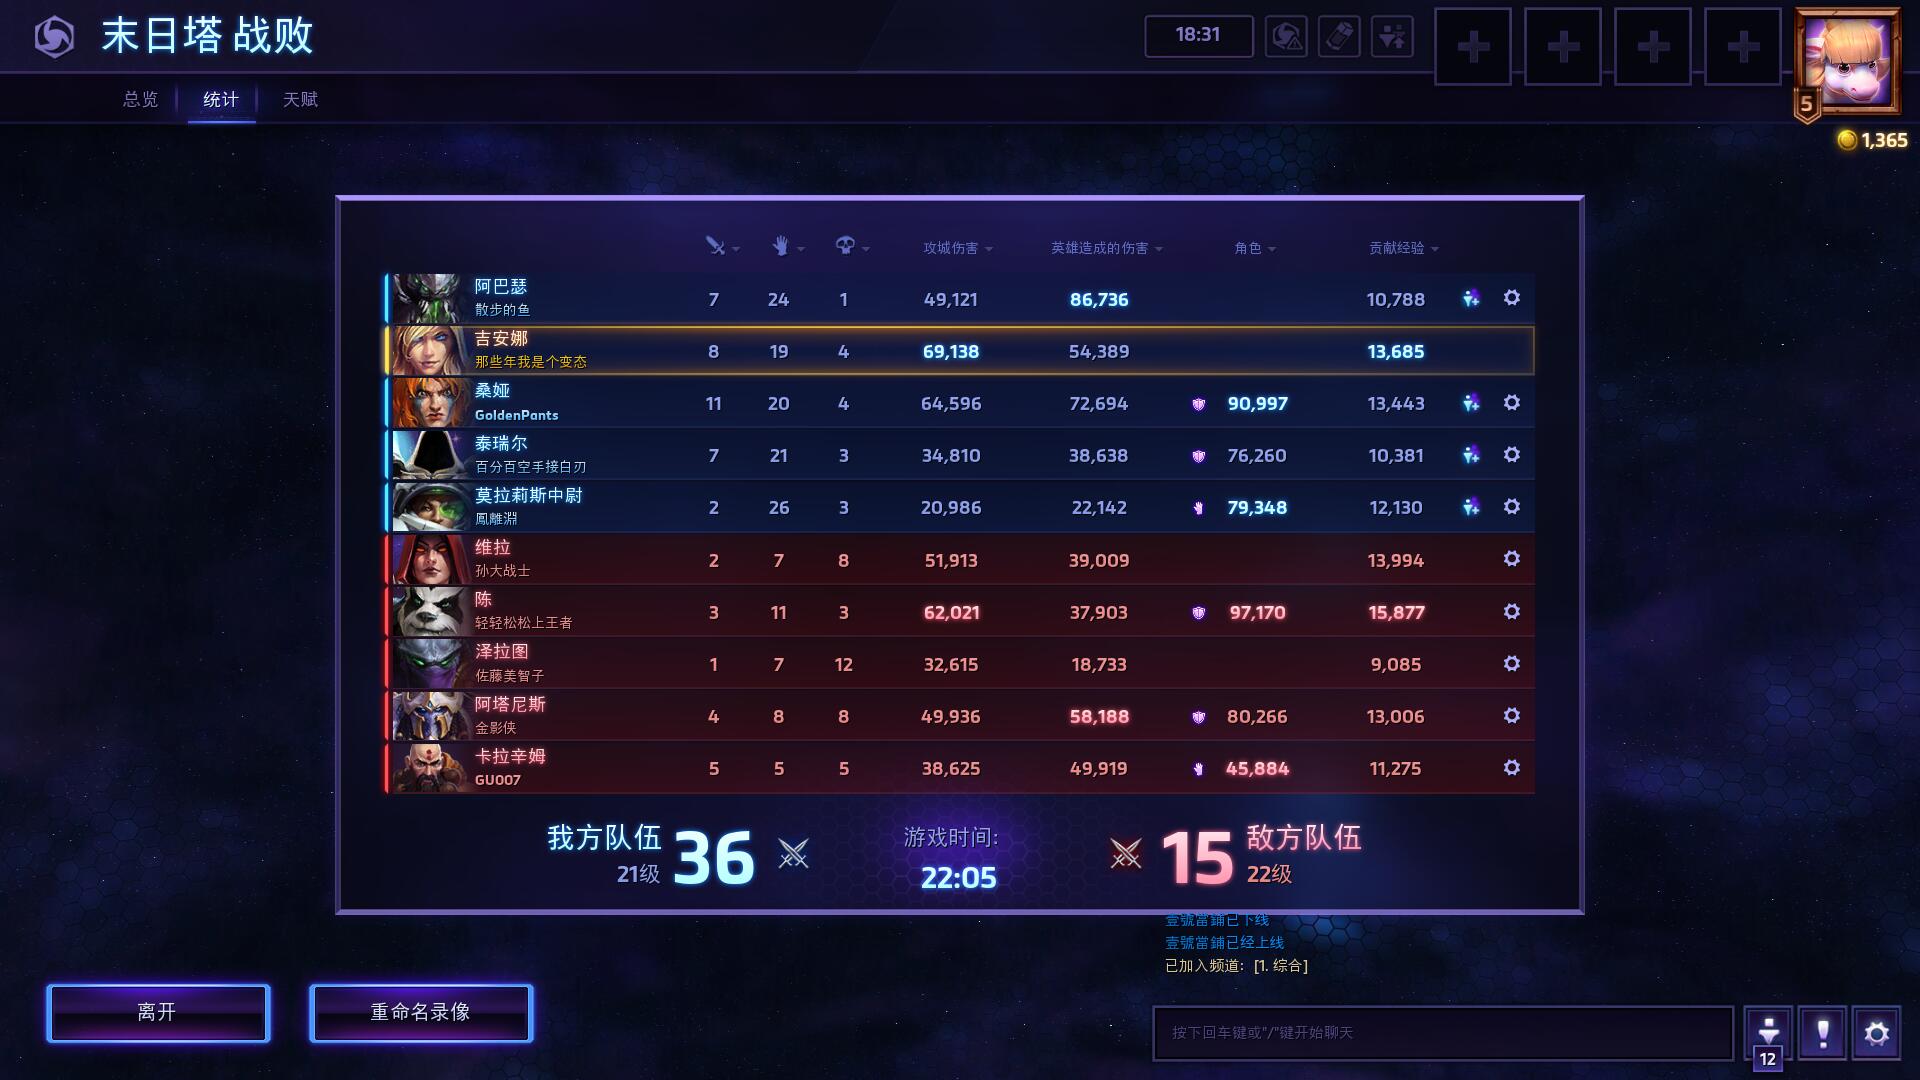 末日塔 战败
18:31
5
1,365
总览 统计 天赋
攻城伤害 英雄造成的伤害 角色 贡献经验
阿巴瑟
散步的鱼
7 24 1 49,121 86,736 10,788
吉安娜
那些年我是个变态
8 19 4 69,138 54,389 13,685
桑娅
GoldenPants
11 20 4 64,596 72,694 90,997 13,443
泰瑞尔
百分百空手接白刃
7 21 3 34,810 38,638 76,260 10,381
莫拉莉斯中尉
鳳離淵
2 26 3 20,986 22,142 79,348 12,130
维拉
孙大战士
2 7 8 51,913 39,009 13,994
陈
轻轻松松上王者
3 11 3 62,021 37,903 97,170 15,877
泽拉图
佐藤美智子
1 7 12 32,615 18,733 9,085
阿塔尼斯
金影侠
4 8 8 49,936 58,188 80,266 13,006
卡拉辛姆
GU007
5 5 5 38,625 49,919 45,884 11,275
我方队伍 36 游戏时间: 15 敌方队伍
21级 22:05 22级
壹號當鋪已下线
壹號當鋪已经上线
已加入频道: [1. 综合]
离开 重命名录像
按下回车键或"/"键开始聊天
12